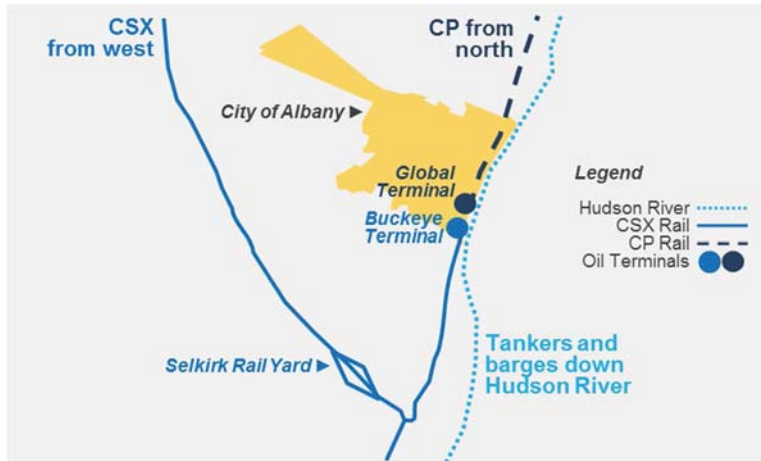 CSX
from west
CP from
north
City of Albany
Global
Terminal
Buckeye
Terminal
Legend
Hudson River
CSX Rail
CP Rail
Oil Terminals
Selkirk Rail Yard
Tankers and
barges down
Hudson River